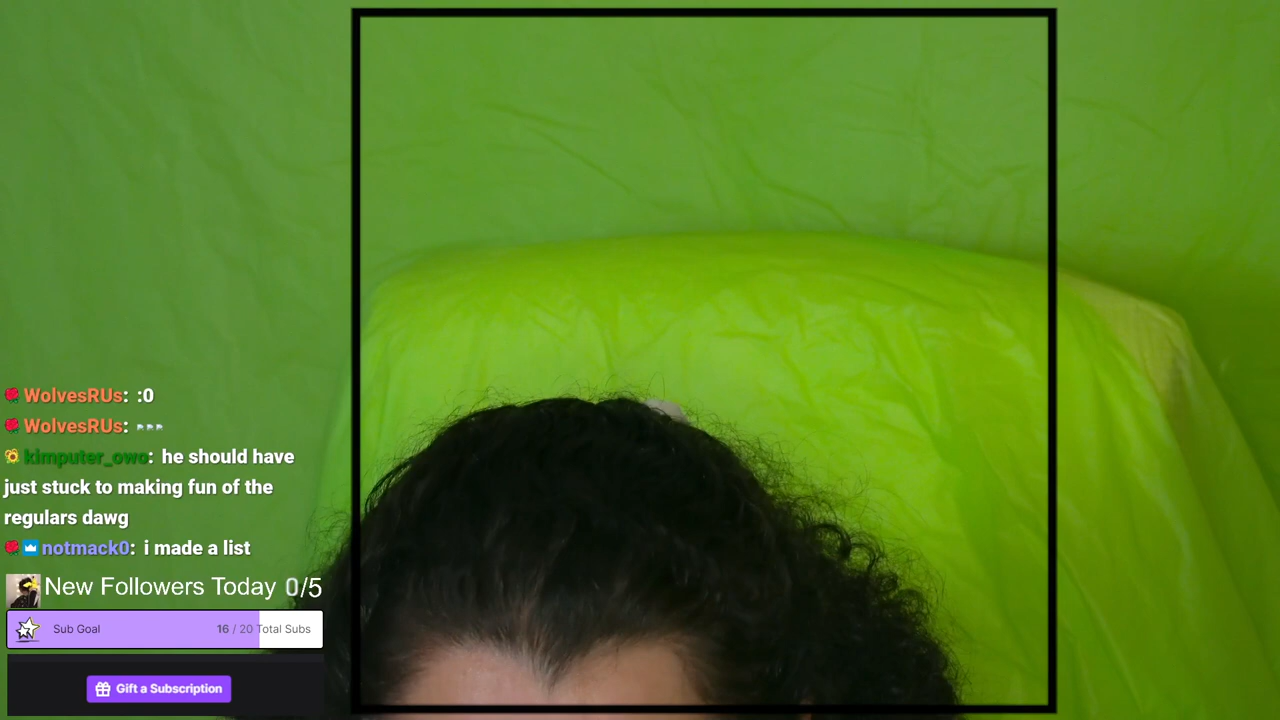 WolvesRUs: :0
WolvesRUs:
kimputer_owo: he should have
just stuck to making fun of the
regulars dawg
notmack0: i made a list
New Followers Today 0/5
Sub Goal 16 / 20 Total Subs
Gift a Subscription